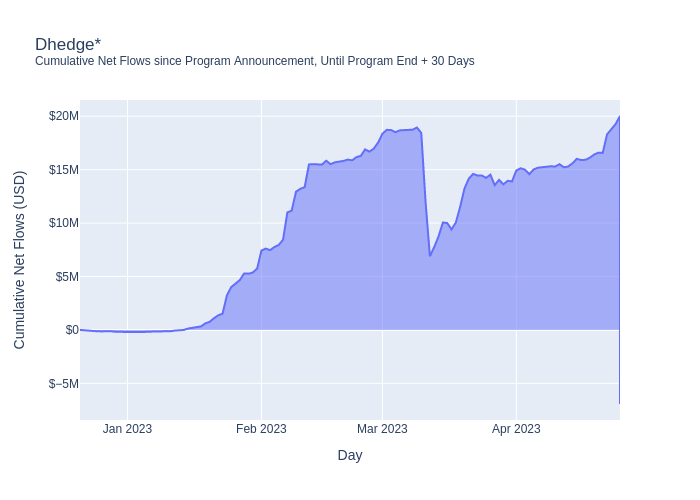 Dhedge*
Cumulative Net Flows since Program Announcement, Until Program End + 30 Days
Cumulative Net Flows (USD)
$20M
$15M
$10M
$5M
$0
$−5M
Jan 2023
Feb 2023
Mar 2023
Apr 2023
Day